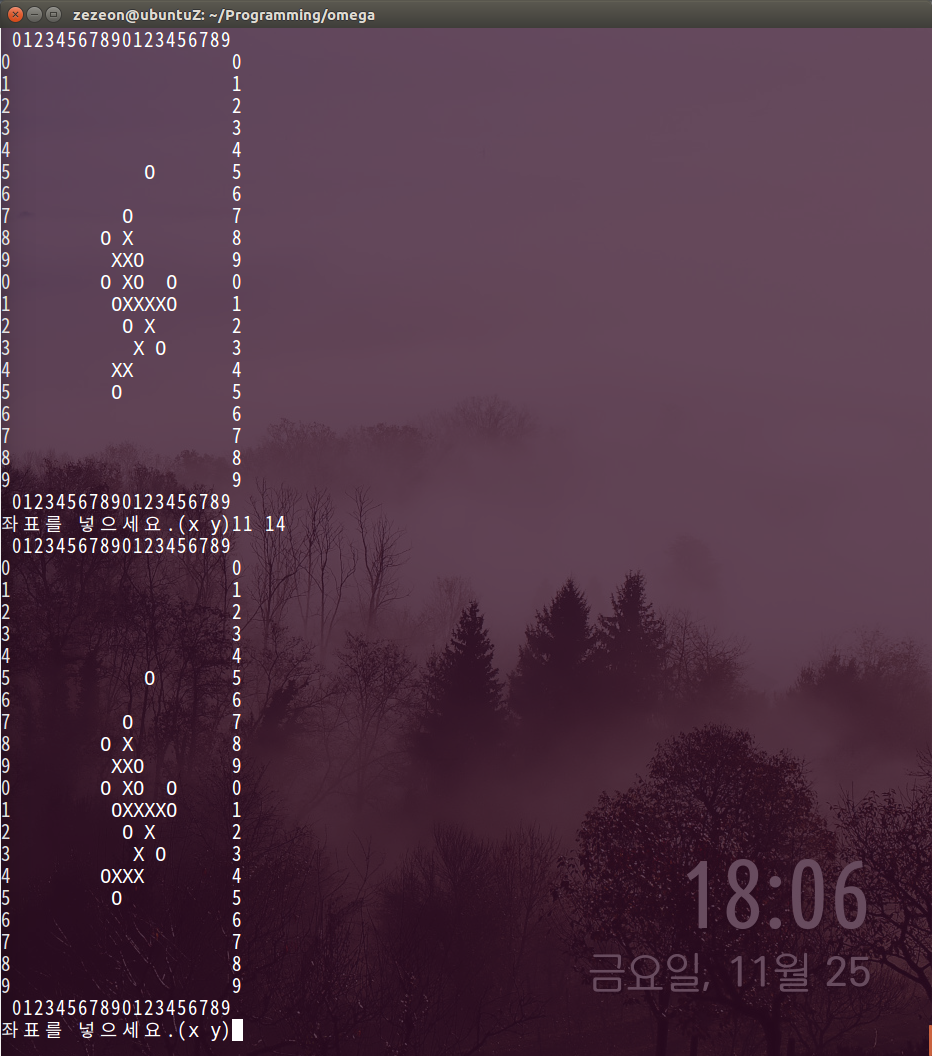 zezeon@ubuntuZ: ~/Programming/omega
 01234567890123456789
0                    0
1                    1
2                    2
3                    3
4                    4
5            O       5
6                    6
7          O         7
8        O X         8
9         XXO        9
0        O XO  O     0
1         OXXXXO     1
2          O X       2
3           X O      3
4         XX         4
5         O          5
6                    6
7                    7
8                    8
9                    9
 01234567890123456789
좌표를 넣으세요.(x y)11 14
 01234567890123456789
0                    0
1                    1
2                    2
3                    3
4                    4
5            O       5
6                    6
7          O         7
8        O X         8
9         XXO        9
0        O XO  O     0
1         OXXXXO     1
2          O X       2
3           X O      3
4        OXXX        4
5         O          5
6                    6
7                    7
8                    8
9                    9
 01234567890123456789
좌표를 넣으세요.(x y)
18:06
금요일, 11월 25